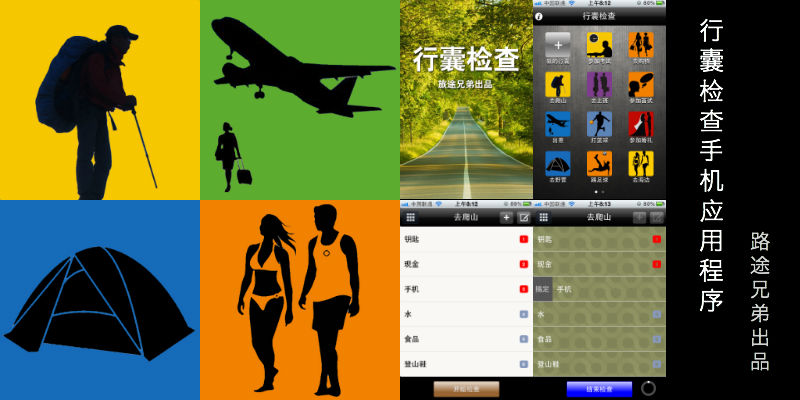 行囊检查
旅途兄弟出品
中国联通 上午8:12 80%
行囊检查
我的行囊 参加考试 去购物
去爬山 去上班 参加面试
出差 打篮球 参加婚礼
去野营 踢足球 去海边
中国联通 上午8:12 80%
去爬山
钥匙 1
现金 2
手机
水
食品
登山鞋
开始检查
中国联通 上午8:13 80%
去爬山
钥匙
现金
搞定 手机
水
食品
登山鞋
结束检查
行囊检查手机应用程序
路途兄弟出品